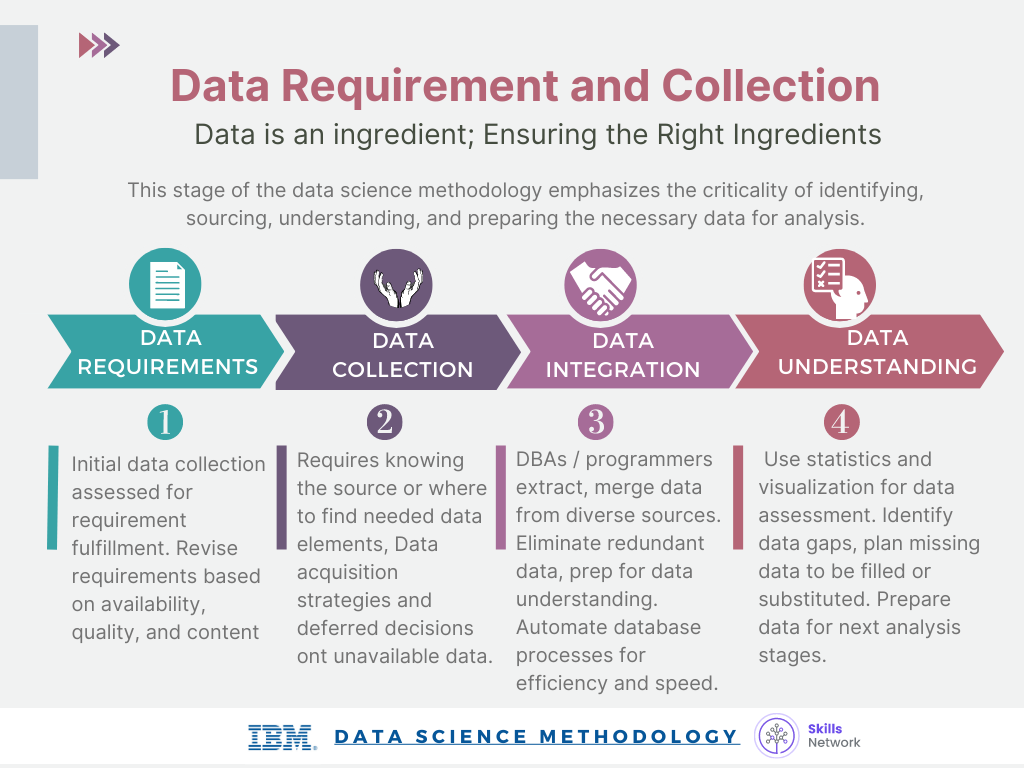 Data Requirement and Collection
Data is an ingredient; Ensuring the Right Ingredients
This stage of the data science methodology emphasizes the criticality of identifying,
sourcing, understanding, and preparing the necessary data for analysis.
DATA
REQUIREMENTS
1
Initial data collection
assessed for
requirement
fulfillment. Revise
requirements based
on availability,
quality, and content
DATA
COLLECTION
2
Requires knowing
the source or where
to find needed data
elements, Data
acquisition
strategies and
deferred decisions
ont unavailable data.
DATA
INTEGRATION
3
DBAs / programmers
extract, merge data
from diverse sources.
Eliminate redundant
data, prep for data
understanding.
Automate database
processes for
efficiency and speed.
DATA
UNDERSTANDING
4
Use statistics and
visualization for data
assessment. Identify
data gaps, plan missing
data to be filled or
substituted. Prepare
data for next analysis
stages.
IBM® DATA SCIENCE METHODOLOGY
Skills
Network